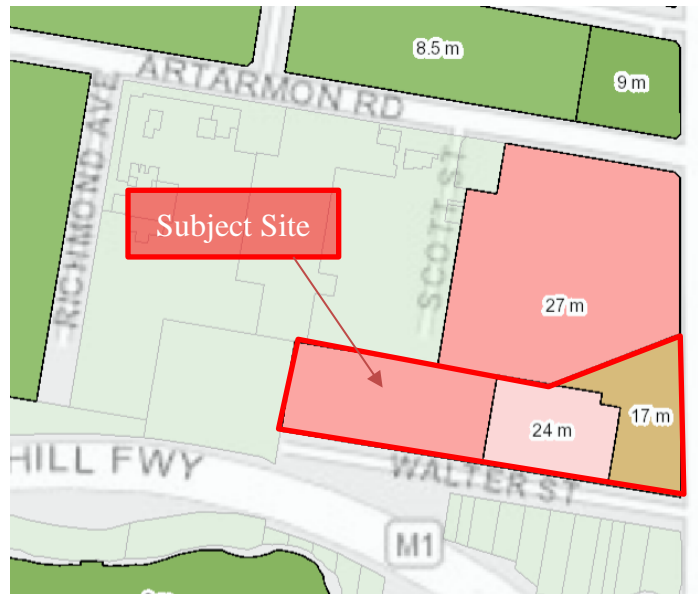 8.5 m
9 m
ARTARMON RD
RICHMOND AVE
SCOTT ST
Subject Site
27 m
17 m
24 m
HILL FWY
WALTER ST
M1